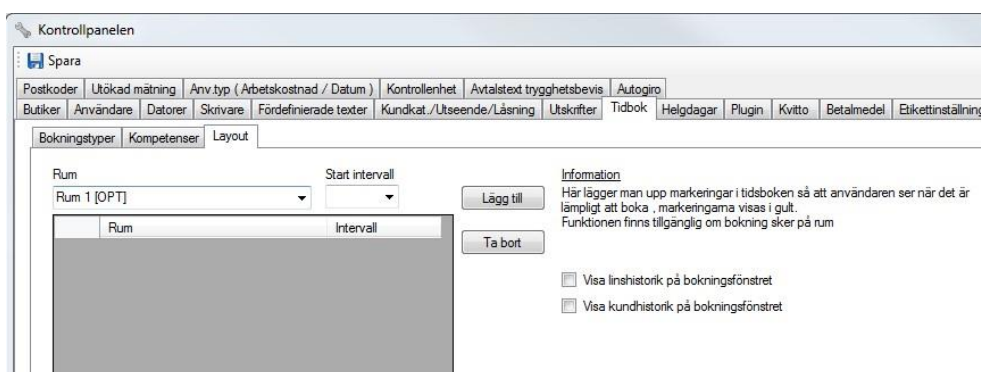 Kontrollpanelen
Spara
Postkoder Utökad mätning Anv.typ ( Arbetskostnad / Datum ) Kontrollenhet Avtalstext trygghetsbevis Autogiro
Butiker Användare Datorer Skrivare Fördefinierade texter Kundkat./Utseende/Låsning Utskrifter Tidbok Helgdagar Plugin Kvitto Betalmedel Etikettinställning
Bokningstyper Kompetenser Layout
Rum Start intervall Information
Rum 1 [OPT] Lägg till Här lägger man upp markeringar i tidsboken så att användaren ser när det är
lämpligt att boka , markeringarna visas i gult.
Rum Intervall Funktionen finns tillgänglig om bokning sker på rum
Ta bort
Visa linshistorik på bokningsfönstret
Visa kundhistorik på bokningsfönstret